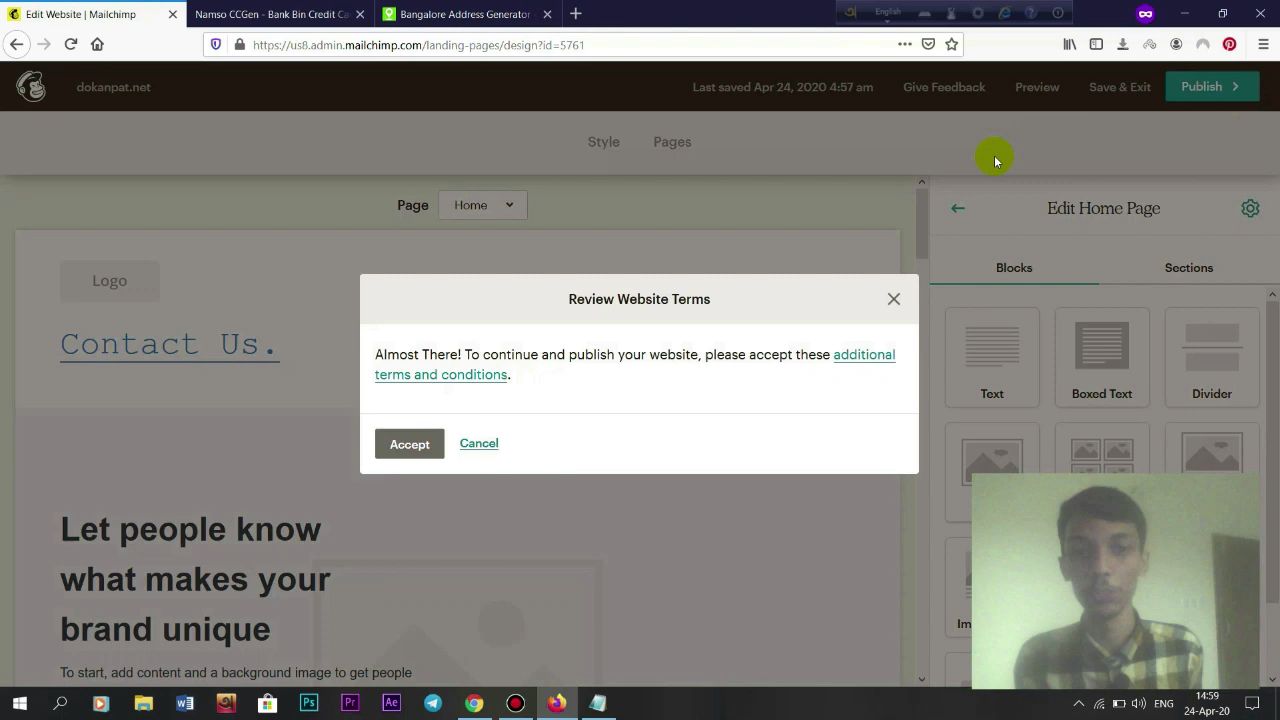 Edit Website | Mailchimp
Namso CCGen - Bank Bin Credit Ca
Bangalore Address Generator
English
https://us8.admin.mailchimp.com/landing-pages/design?id=5761
dokanpat.net
Last saved Apr 24, 2020 4:57 am
Give Feedback
Preview
Save & Exit
Publish
Style
Pages
Page
Home
Edit Home Page
Logo
Blocks
Sections
Contact Us.
Review Website Terms
Almost There! To continue and publish your website, please accept these additional
terms and conditions.
Text
Boxed Text
Divider
Accept
Cancel
Let people know
what makes your
brand unique
Im
To start, add content and a background image to get people
14:59
24-Apr-20